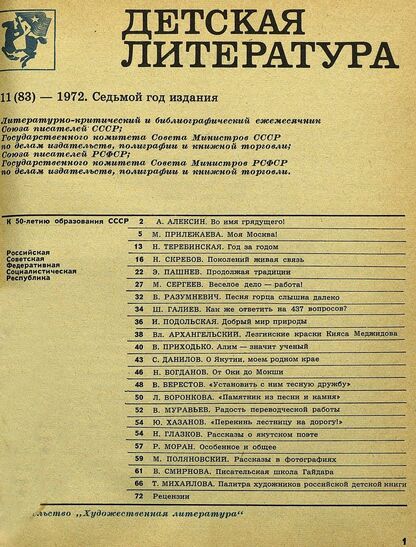 ДЕТСКАЯ
ЛИТЕРАТУРА
11 (83) — 1972. Седьмой год издания
Литературно-критический и библиографический ежемесячник
Союза писателей СССР;
Государственного комитета Совета Министров СССР
по делам издательств, полиграфии и книжной торговли;
Союза писателей РСФСР;
Государственного комитета Совета Министров РСФСР
по делам издательств, полиграфии и книжной торговли.
К 50-летию образования СССР
Российская
Советская
Федеративная
Социалистическая
Республика
2 А. АЛЕКСИН. Во имя грядущего!
5 М. ПРИЛЕЖАЕВА. Моя Москва!
13 Н. ТЕРЕБИНСКАЯ. Год за годом
16 Н. СКРЕБОВ. Поколений живая связь
22 Э. ПАШНЕВ. Продолжая традиции
27 М. СЕРГЕЕВ. Веселое дело — работа!
32 В. РАЗУМНЕВИЧ. Песня горца слышна далеко
34 Ш. ГАЛИЕВ. Как же ответить на 437 вопросов?
36 И. ПОДОЛЬСКАЯ. Добрый мир природы
38 Вл. АРХАНГЕЛЬСКИЙ. Лезгинские краски Кияса Меджидова
40 В. ПРИХОДЬКО. Алим — значит ученый
43 С. ДАНИЛОВ. О Якутии, моем родном крае
46 Н. БОГДАНОВ. От Оки до Мокши
48 В. ВЕРЕСТОВ. «Установить с ним тесную дружбу»
50 Л. ВОРОНКОВА. «Памятник из песни и камня»
52 В. МУРАВЬЕВ. Радость переводческой работы
54 Ю. ХАЗАНОВ. «Перекинь лестницу на дорогу!»
54 Н. ГЛАЗКОВ. Рассказы о якутском поэте
57 Р. МОРАН. Особенное и общее
59 М. ПОЛЯНОВСКИЙ. Рассказы в фотографиях
61 В. СМИРНОВА. Писательская школа Гайдара
66 Т. МИХАЙЛОВА. Палитра художников российской детской книги
72 Рецензии
льство „Художественная литература“
1